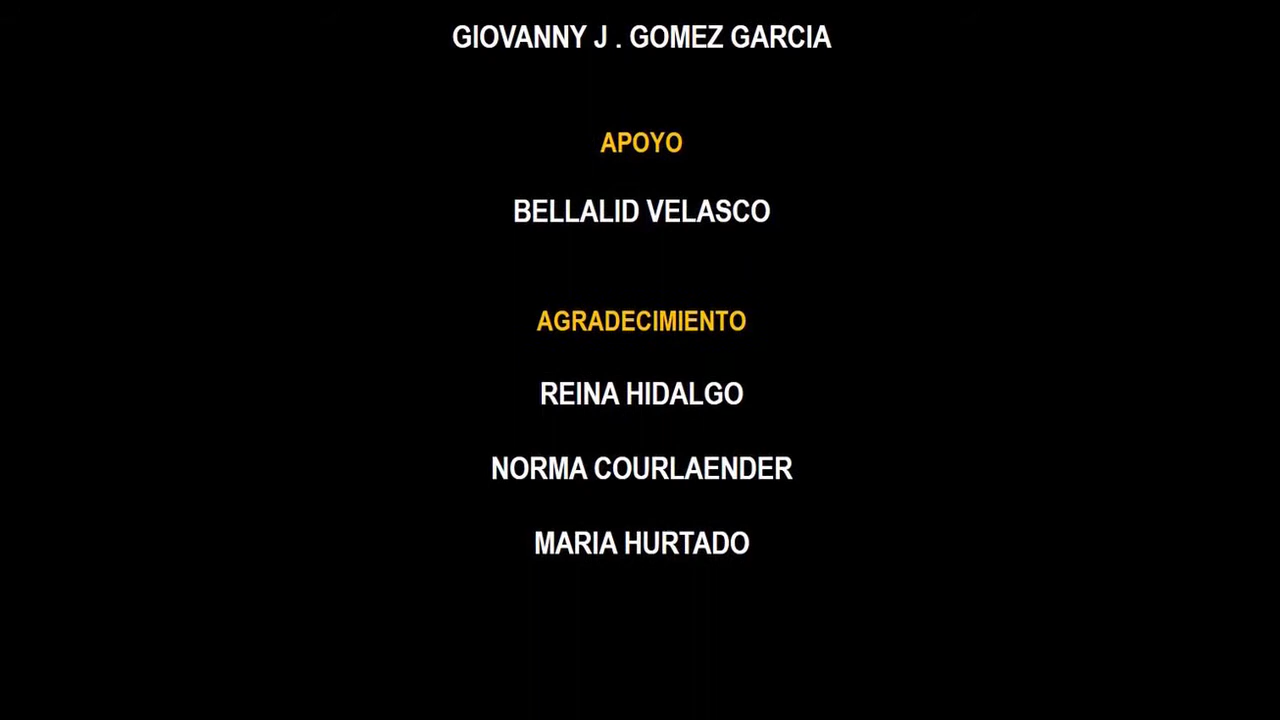 GIOVANNY J . GOMEZ GARCIA
APOYO
BELLALID VELASCO
AGRADECIMIENTO
REINA HIDALGO
NORMA COURLAENDER
MARIA HURTADO